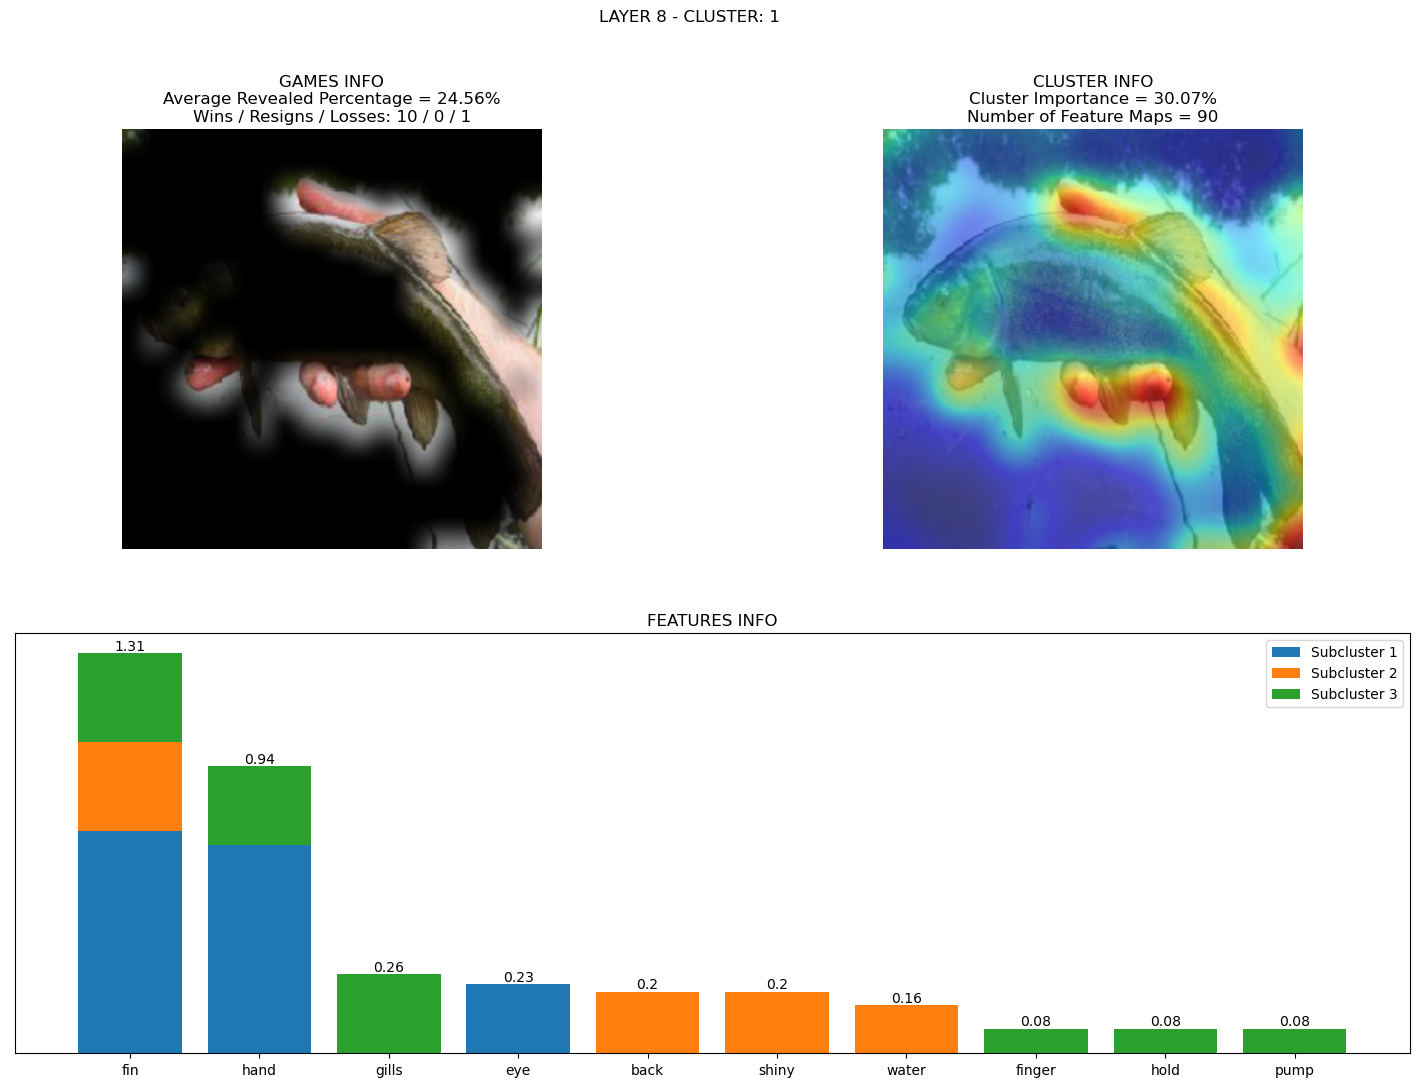 LAYER 8 - CLUSTER: 1
GAMES INFO
Average Revealed Percentage = 24.56%
Wins / Resigns / Losses: 10 / 0 / 1
CLUSTER INFO
Cluster Importance = 30.07%
Number of Feature Maps = 90
FEATURES INFO
Subcluster 1
Subcluster 2
Subcluster 3
1.31
0.94
0.26
0.23
0.2
0.2
0.16
0.08
0.08
0.08
fin
hand
gills
eye
back
shiny
water
finger
hold
pump